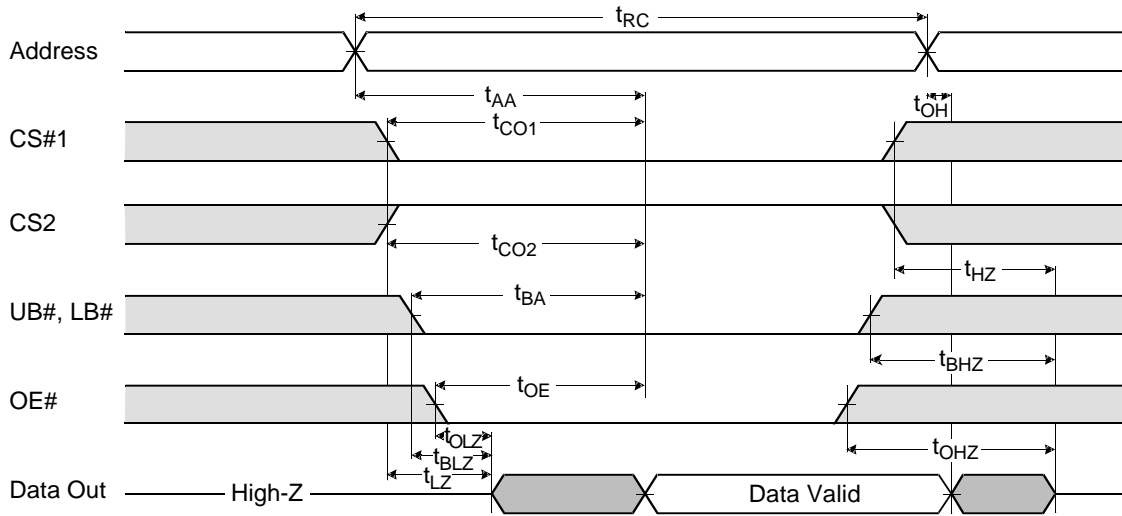 tRC
Address
tAA
tOH
tCO1
CS#1
CS2
tCO2
tHZ
tBA
UB#, LB#
tBHZ
tOE
OE#
tOLZ
tOHZ
tBLZ
tLZ
Data Out High-Z Data Valid